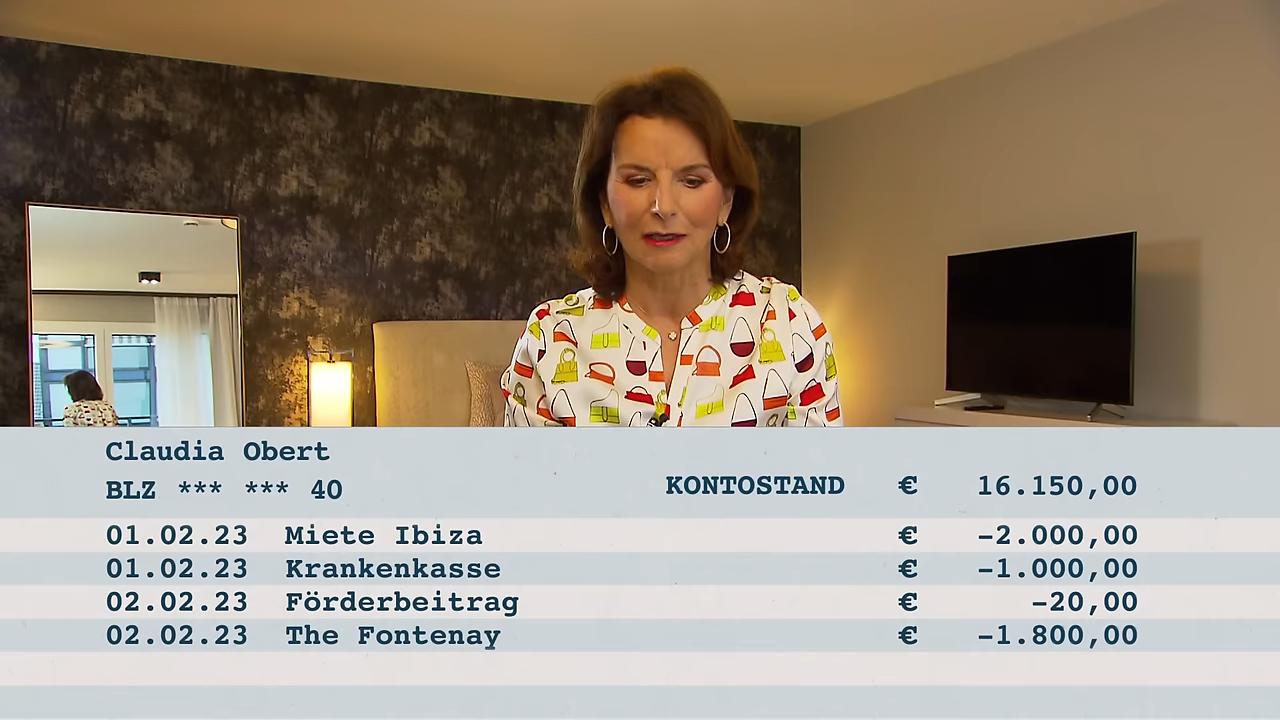 Claudia Obert
BLZ *** *** 40 KONTOSTAND € 16.150,00
01.02.23 Miete Ibiza € -2.000,00
01.02.23 Krankenkasse € -1.000,00
02.02.23 Förderbeitrag € -20,00
02.02.23 The Fontenay € -1.800,00